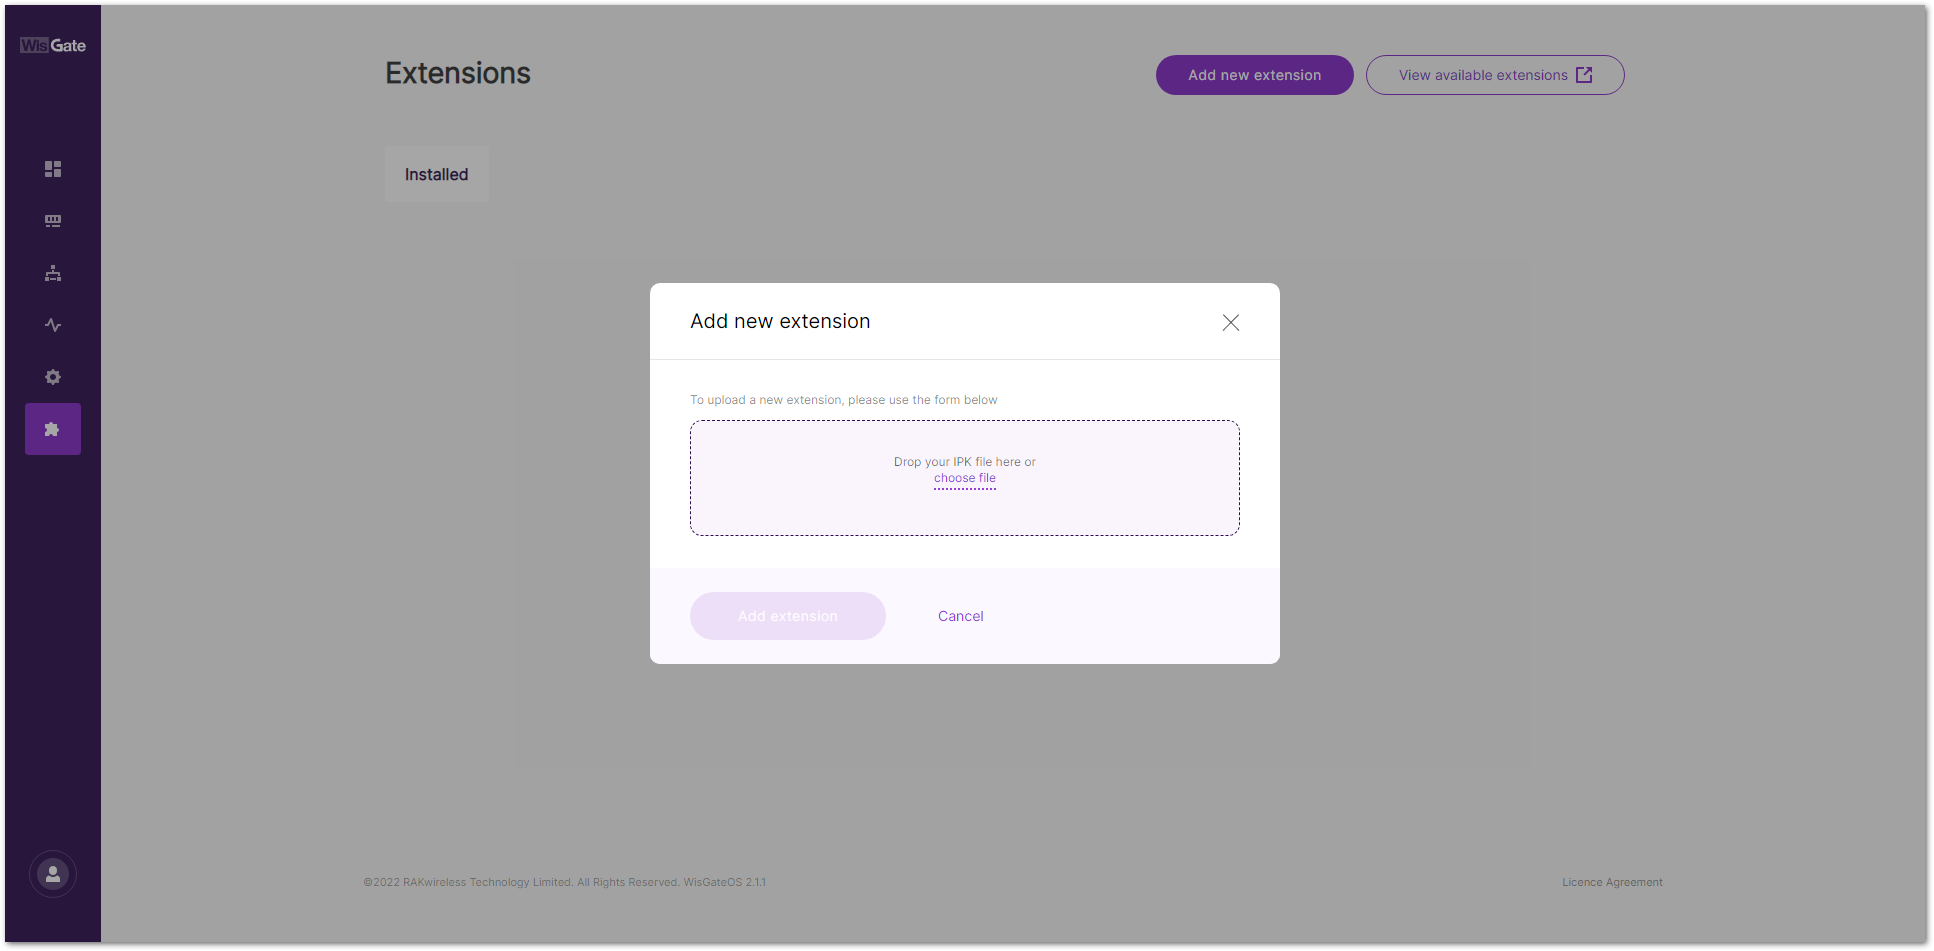 WisGate
Extensions
Add new extension
View available extensions
Installed
Add new extension
To upload a new extension, please use the form below
Drop your IPK file here or
choose file
Add extension
Cancel
©2022 RAKwireless Technology Limited. All Rights Reserved. WisGateOS 2.1.1
Licence Agreement